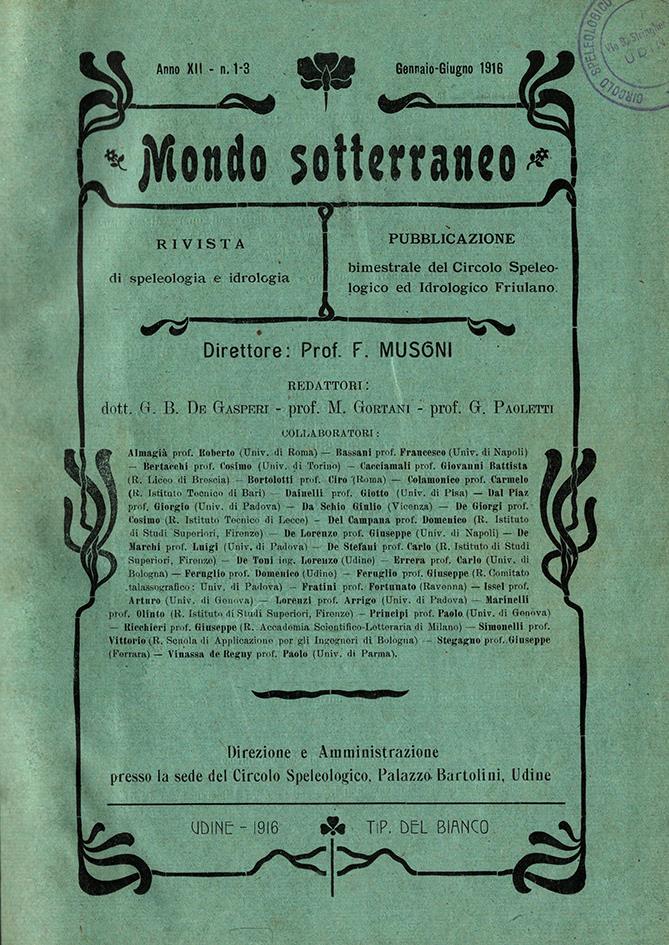 Anno XII - n. 1-3
Gennaio-Giugno 1916
CIRCOLO SPELEOLOGICO
UDI
Mondo sotterraneo
RIVISTA
di speleologia e idrologia
PUBBLICAZIONE
bimestrale del Circolo Speleo-
logico ed Idrologico Friulano.
Direttore: Prof. F. MUSONI
REDATTORI:
dott. G. B. DE GASPERI - prof. M. GORTANI - prof. G. PAOLETTI
COLLABORATORI:
Almagià prof. Roberto (Univ. di Roma) — Bassani prof. Francesco (Univ. di Napoli)
— Bertacchi prof. Cosimo (Univ. di Torino) — Cacciamali prof. Giovanni Battista
(R. Liceo di Brescia) — Bortolotti prof. Ciro (Roma) — Colamonico prof. Carmelo
(R. Istituto Tecnico di Bari) — Dainelli prof. Giotto (Univ. di Pisa) — Dal Piaz
prof. Giorgio (Univ. di Padova) — Da Schio Giulio (Vicenza) — De Giorgi prof.
Cosimo (R. Istituto Tecnico di Lecce) — Del Campana prof. Domenico (R. Istituto
di Studi Superiori, Firenze) — De Lorenzo prof. Giuseppe (Univ. di Napoli) — De
Marchi prof. Luigi (Univ. di Padova) — De Stefani prof. Carlo (R. Istituto di Studi
Superiori, Firenze) — De Toni ing. Lorenzo (Udine) — Errera prof. Carlo (Univ. di
Bologna) — Feruglio prof. Domenico (Udine) — Feruglio prof. Giuseppe (R. Comitato
talassografico: Univ. di Padova) — Fratini prof. Fortunato (Ravenna) — Issel prof.
Arturo (Univ. di Genova) — Lorenzi prof. Arrigo (Univ. di Padova) — Marinelli
prof. Olinto (R. Istituto di Studi Superiori, Firenze) — Principi prof. Paolo (Univ. di Genova)
— Ricchieri prof. Giuseppe (R. Accademia Scientifico-Letteraria di Milano) — Simonelli prof.
Vittorio (R. Scuola di Applicazione per gli Ingegneri di Bologna) — Stegagno prof. Giuseppe
(Ferrara) — Vinassa de Regny prof. Paolo (Univ. di Parma).
Direzione e Amministrazione
presso la sede del Circolo Speleologico, Palazzo Bartolini, Udine
UDINE - 1916
TIP. DEL BIANCO